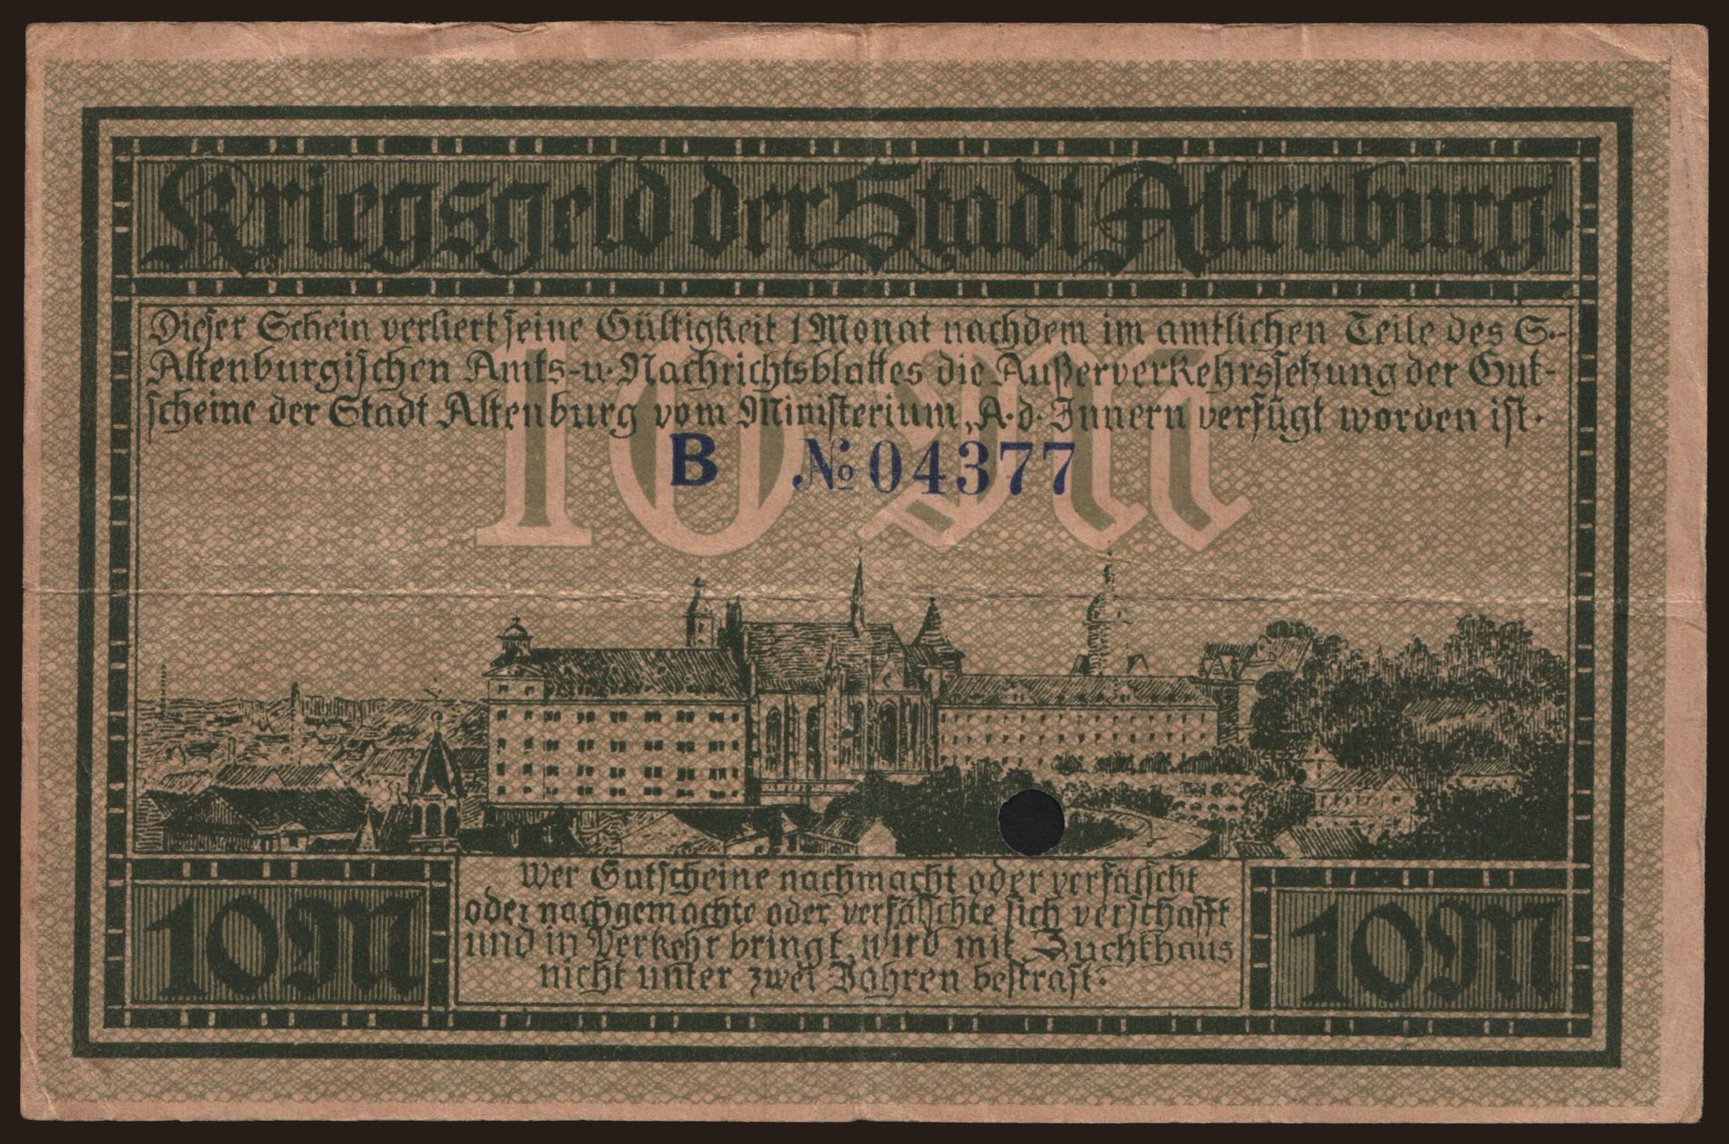 Kriegsgeld der Stadt Altenburg.
Dieser Schein verliert seine Gültigkeit 1 Monat nachdem im amtlichen Teile des S.-
Altenburgischen Amts- u. Nachrichtsblattes die Außerverkehrssetzung der Gut-
scheine der Stadt Altenburg vom Ministerium, A. d. Innern verfügt worden ist.
10 M
B № 04377
Wer Gutscheine nachmacht oder verfälscht
oder nachgemachte oder verfälschte sich verschafft
und in Verkehr bringt, wird mit Zuchthaus
nicht unter zwei Jahren bestraft.
10 M
10 M